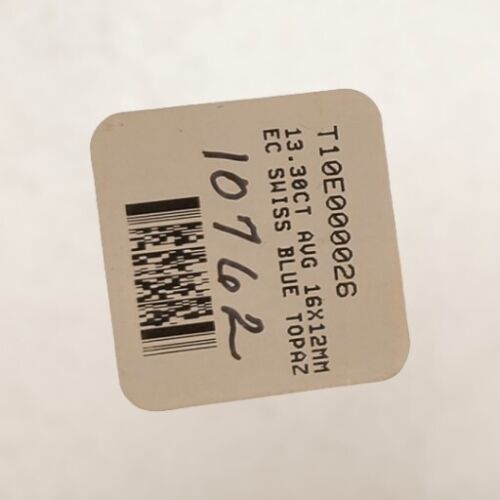 T10E000026
13.30CT AVG 16X12MM
EC SWISS BLUE TOPAZ
10762